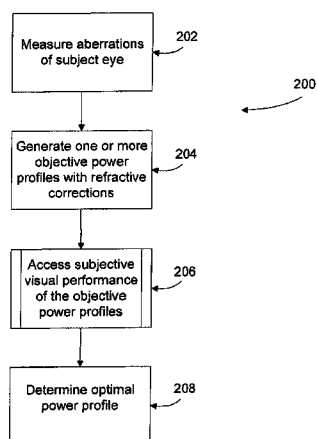 Measure aberrations
of subject eye
202
200
Generate one or more
objective power
profiles with refractive
corrections
204
Access subjective
visual performance
of the objective
power profiles
206
Determine optimal
power profile
208